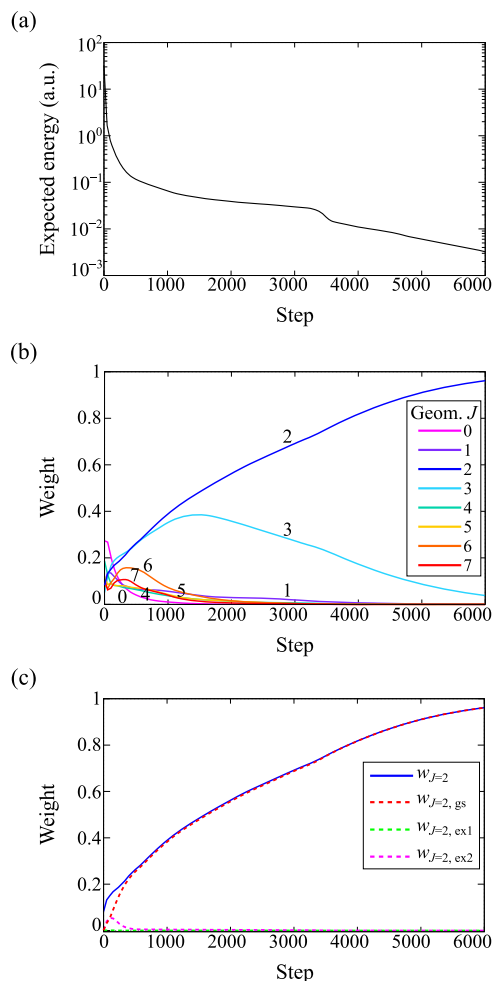 (a)
10²
10¹
10⁰
10⁻¹
10⁻²
10⁻³
Expected energy (a.u.)
0 1000 2000 3000 4000 5000 6000
Step
(b)
1
0.8
0.6
0.4
0.2
0
Weight
2
3
6
7
5
0
4
1
Geom. J
0
1
2
3
4
5
6
7
0 1000 2000 3000 4000 5000 6000
Step
(c)
1
0.8
0.6
0.4
0.2
0
Weight
w_J=2
w_J=2, gs
w_J=2, ex1
w_J=2, ex2
0 1000 2000 3000 4000 5000 6000
Step